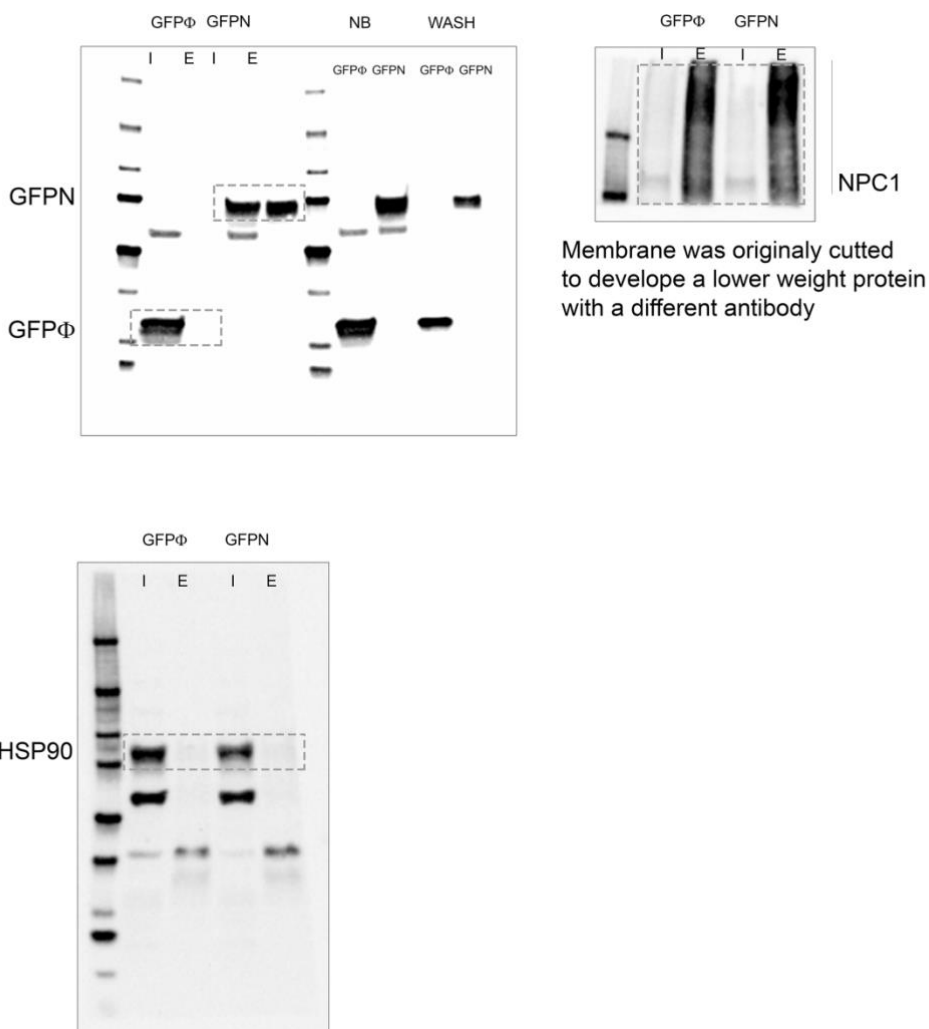 GFPΦ GFPN
I E I E
NB WASH
GFPΦ GFPN GFPΦ GFPN
GFPN
GFPΦ
GFPΦ GFPN
I E I E
NPC1
Membrane was originaly cutted
to develope a lower weight protein
with a different antibody
GFPΦ GFPN
I E I E
HSP90